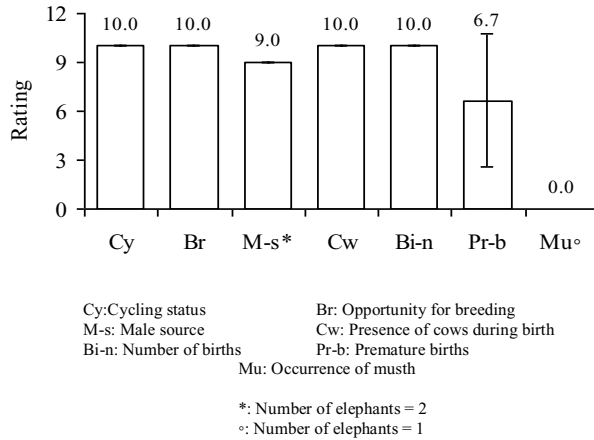 12
9
6
3
0
Rating
10.0 10.0 9.0 10.0 10.0 6.7 0.0
Cy Br M-s* Cw Bi-n Pr-b Mu◦
Cy:Cycling status Br: Opportunity for breeding
M-s: Male source Cw: Presence of cows during birth
Bi-n: Number of births Pr-b: Premature births
Mu: Occurrence of musth
*: Number of elephants = 2
◦: Number of elephants = 1